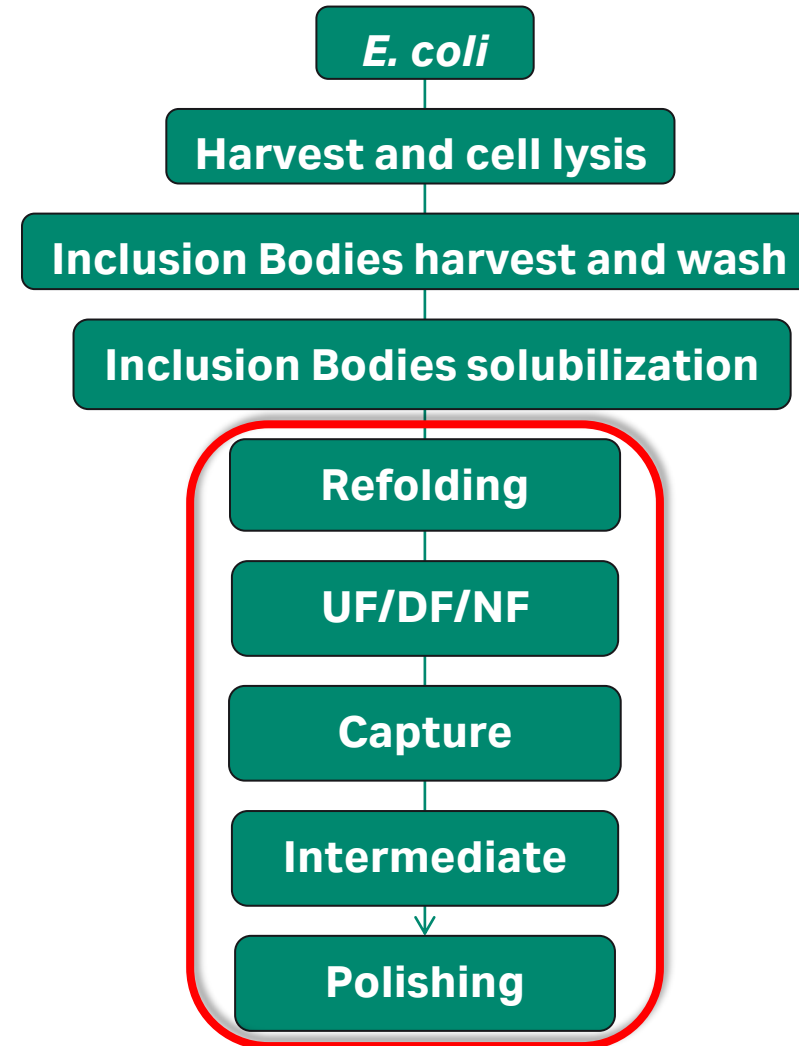 E. coli
Harvest and cell lysis
Inclusion Bodies harvest and wash
Inclusion Bodies solubilization
Refolding
UF/DF/NF
Capture
Intermediate
Polishing